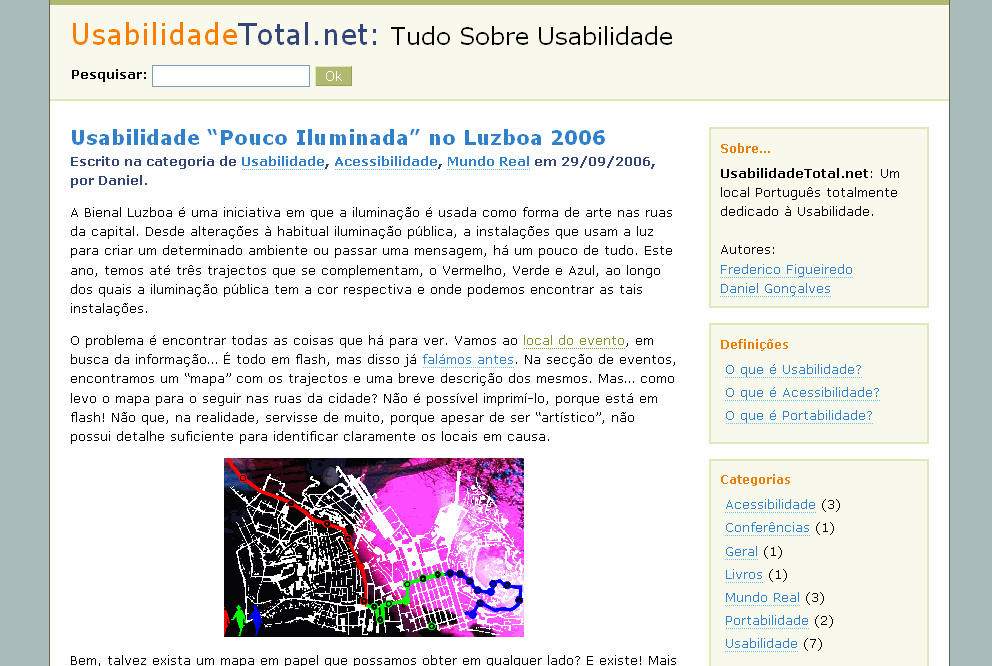 UsabilidadeTotal.net: Tudo Sobre Usabilidade
Pesquisar: Ok
Usabilidade “Pouco Iluminada” no Luzboa 2006
Escrito na categoria de Usabilidade, Acessibilidade, Mundo Real em 29/09/2006,
por Daniel.
A Bienal Luzboa é uma iniciativa em que a iluminação é usada como forma de arte nas ruas
da capital. Desde alterações à habitual iluminação pública, a instalações que usam a luz
para criar um determinado ambiente ou passar uma mensagem, há um pouco de tudo. Este
ano, temos até três trajectos que se complementam, o Vermelho, Verde e Azul, ao longo
dos quais a iluminação pública tem a cor respectiva e onde podemos encontrar as tais
instalações.
O problema é encontrar todas as coisas que há para ver. Vamos ao local do evento, em
busca da informação... É todo em flash, mas disso já falámos antes. Na secção de eventos,
encontramos um “mapa” com os trajectos e uma breve descrição dos mesmos. Mas... como
levo o mapa para o seguir nas ruas da cidade? Não é possível imprimí-lo, porque está em
flash! Não que, na realidade, servisse de muito, porque apesar de ser “artístico”, não
possui detalhe suficiente para identificar claramente os locais em causa.
Bem, talvez exista um mapa em papel que possamos obter em qualquer lado? E existe! Mais
Sobre...
UsabilidadeTotal.net: Um
local Português totalmente
dedicado à Usabilidade.
Autores:
Frederico Figueiredo
Daniel Gonçalves
Definições
O que é Usabilidade?
O que é Acessibilidade?
O que é Portabilidade?
Categorias
Acessibilidade (3)
Conferências (1)
Geral (1)
Livros (1)
Mundo Real (3)
Portabilidade (2)
Usabilidade (7)